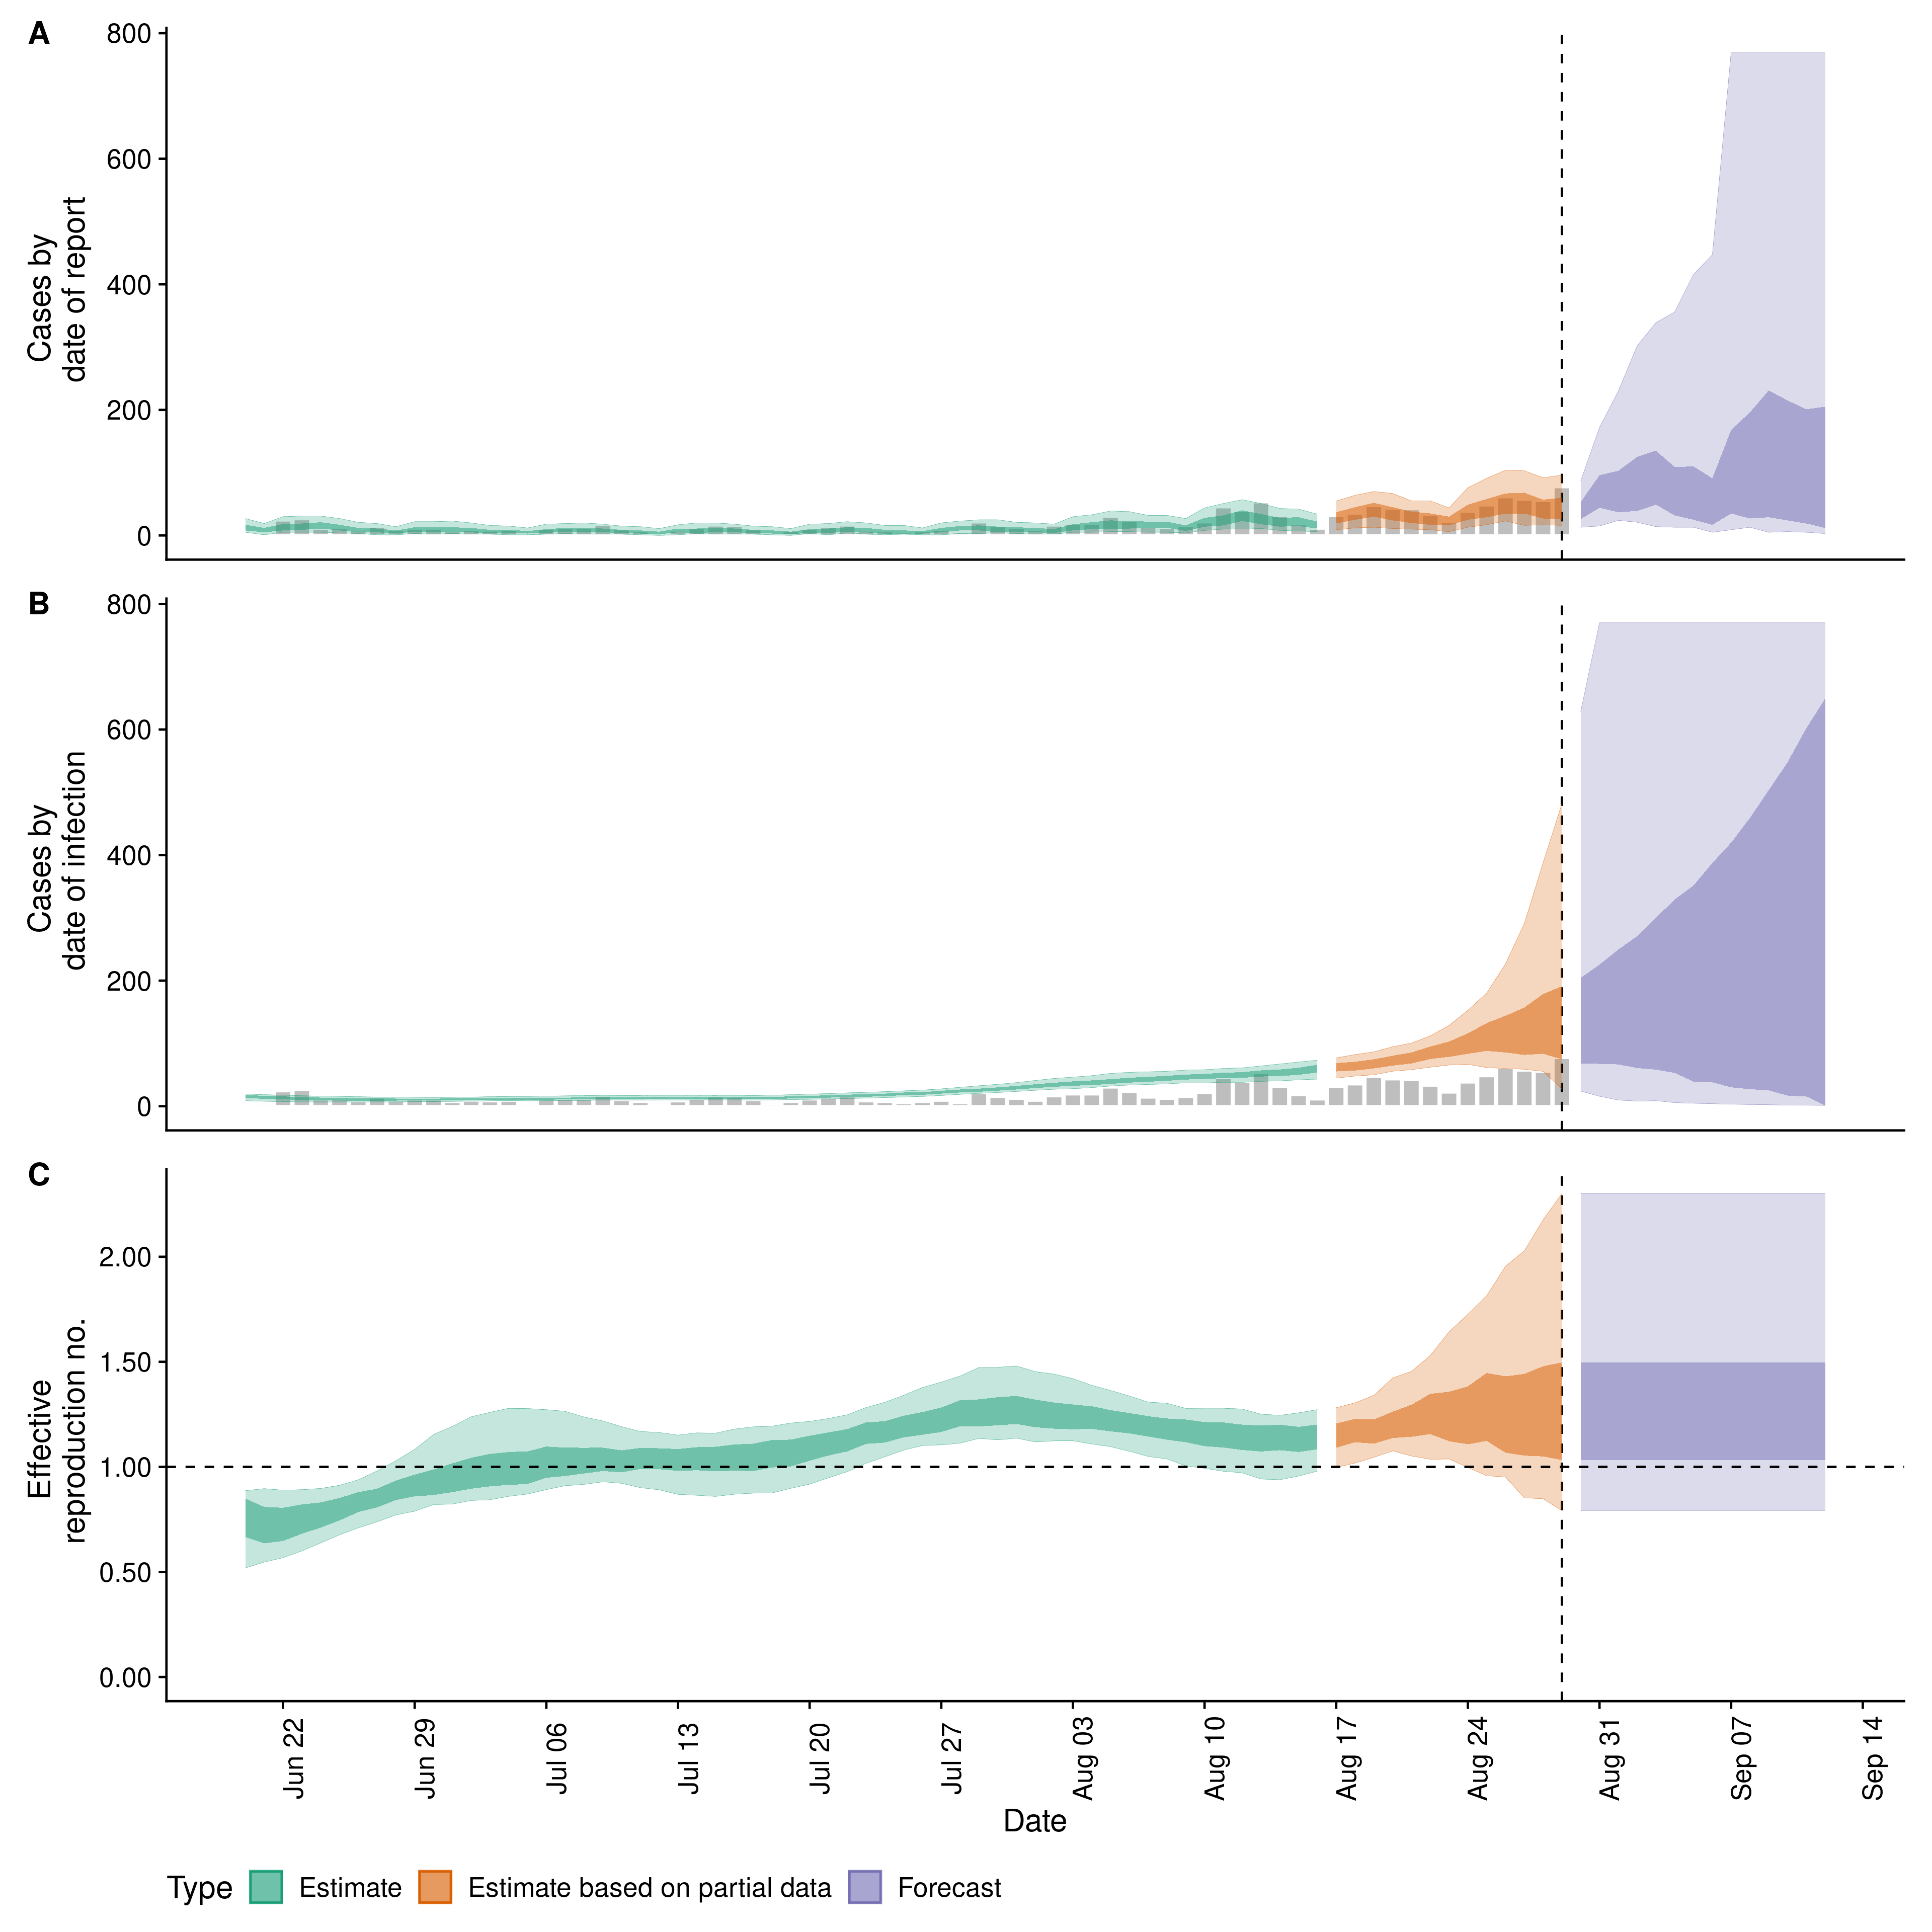 A
800
600
400
200
0
Cases by
date of report
B
800
600
400
200
0
Cases by
date of infection
C
2.00
1.50
1.00
0.50
0.00
Effective
reproduction no.
Jun 22
Jun 29
Jul 06
Jul 13
Jul 20
Jul 27
Aug 03
Aug 10
Aug 17
Aug 24
Aug 31
Sep 07
Sep 14
Date
Type Estimate Estimate based on partial data Forecast